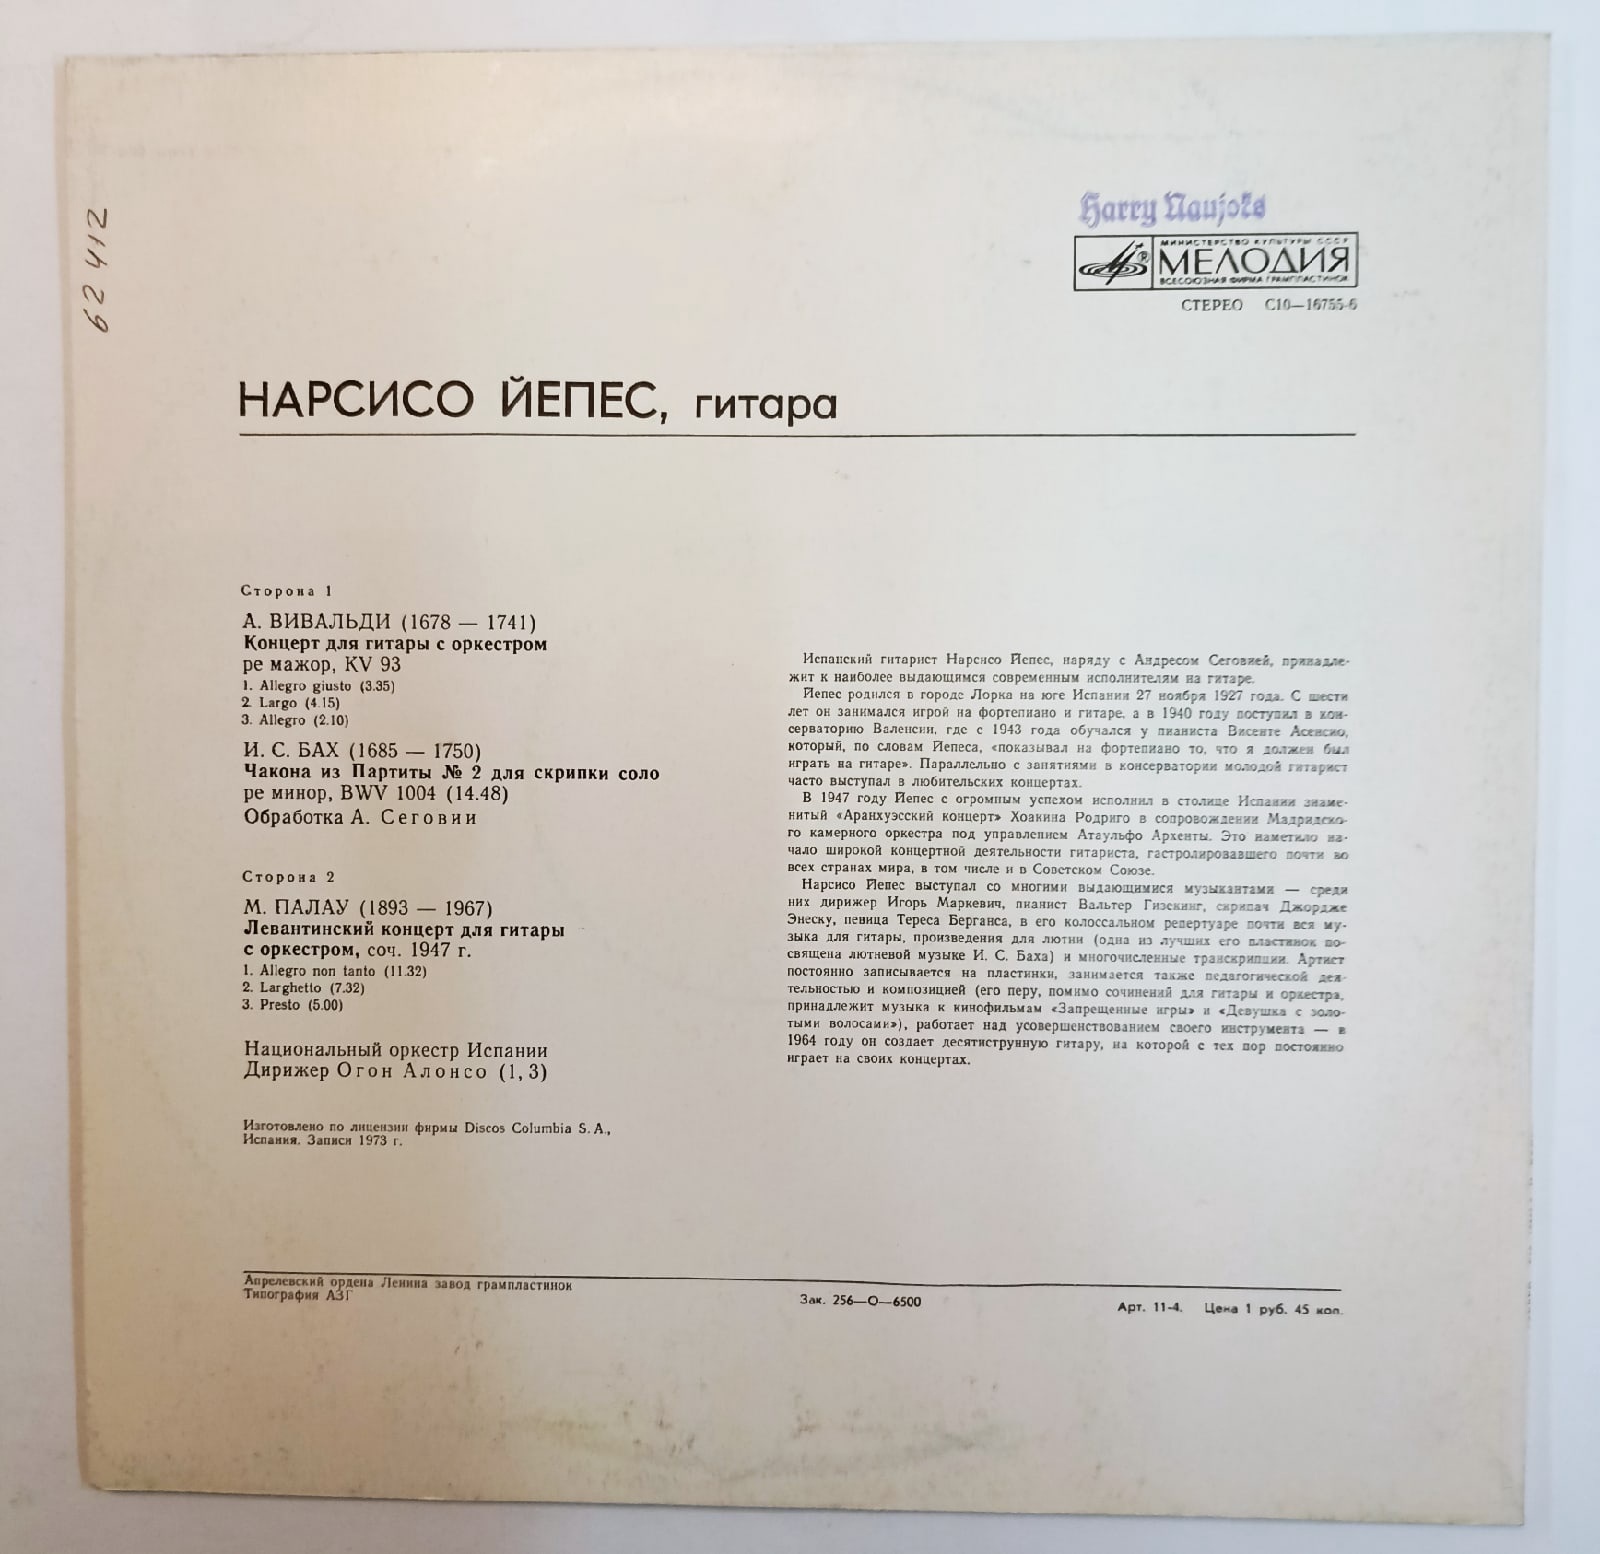 62 412
Harry Naujoks
МИНИСТЕРСТВО КУЛЬТУРЫ СССР
МЕЛОДИЯ
ВСЕСОЮЗНАЯ ФИРМА ГРАМПЛАСТИНОК
СТЕРЕО С10—16755-6
НАРСИСО ЙЕПЕС, гитара
Сторона 1
А. ВИВАЛЬДИ (1678 — 1741)
Концерт для гитары с оркестром
ре мажор, KV 93
1. Allegro giusto (3.35)
2. Largo (4.15)
3. Allegro (2.10)
И. С. БАХ (1685 — 1750)
Чакона из Партиты № 2 для скрипки соло
ре минор, BWV 1004 (14.48)
Обработка А. Сеговии
Сторона 2
М. ПАЛАУ (1893 — 1967)
Левантинский концерт для гитары
с оркестром, соч. 1947 г.
1. Allegro non tanto (11.32)
2. Larghetto (7.32)
3. Presto (5.00)
Национальный оркестр Испании
Дирижер Огон Алонсо (1, 3)
Изготовлено по лицензии фирмы Discos Columbia S. A.,
Испания. Записи 1973 г.
Испанский гитарист Нарсисо Йепес, наряду с Андресом Сеговией, принадле-
жит к наиболее выдающимся современным исполнителям на гитаре.
Йепес родился в городе Лорка на юге Испании 27 ноября 1927 года. С шести
лет он занимался игрой на фортепиано и гитаре, а в 1940 году поступил в кон-
серваторию Валенсии, где с 1943 года обучался у пианиста Висенте Асенсио,
который, по словам Йепеса, «показывал на фортепиано то, что я должен был
играть на гитаре». Параллельно с занятиями в консерватории молодой гитарист
часто выступал в любительских концертах.
В 1947 году Йепес с огромным успехом исполнил в столице Испании знаме-
нитый «Аранхуэсский концерт» Хоакина Родриго в сопровождении Мадридско-
го камерного оркестра под управлением Атаульфо Архенты. Это наметило на-
чало широкой концертной деятельности гитариста, гастролировавшего почти во
всех странах мира, в том числе и в Советском Союзе.
Нарсисо Йепес выступал со многими выдающимися музыкантами — среди
них дирижер Игорь Маркевич, пианист Вальтер Гизекинг, скрипач Джордже
Энеску, певица Тереса Берганса, в его колоссальном репертуаре почти вся му-
зыка для гитары, произведения для лютни (одна из лучших его пластинок по-
священа лютневой музыке И. С. Баха) и многочисленные транскрипции. Артист
постоянно записывается на пластинки, занимается также педагогической дея-
тельностью и композицией (его перу, помимо сочинений для гитары и оркестра,
принадлежит музыка к кинофильмам «Запрещенные игры» и «Девушка с золо-
тыми волосами»), работает над усовершенствованием своего инструмента — в
1964 году он создает десятиструнную гитару, на которой с тех пор постоянно
играет на своих концертах.
Апрелевский ордена Ленина завод грампластинок
Типография АЗГ
Зак. 256—О—6500
Арт. 11-4. Цена 1 руб. 45 коп.